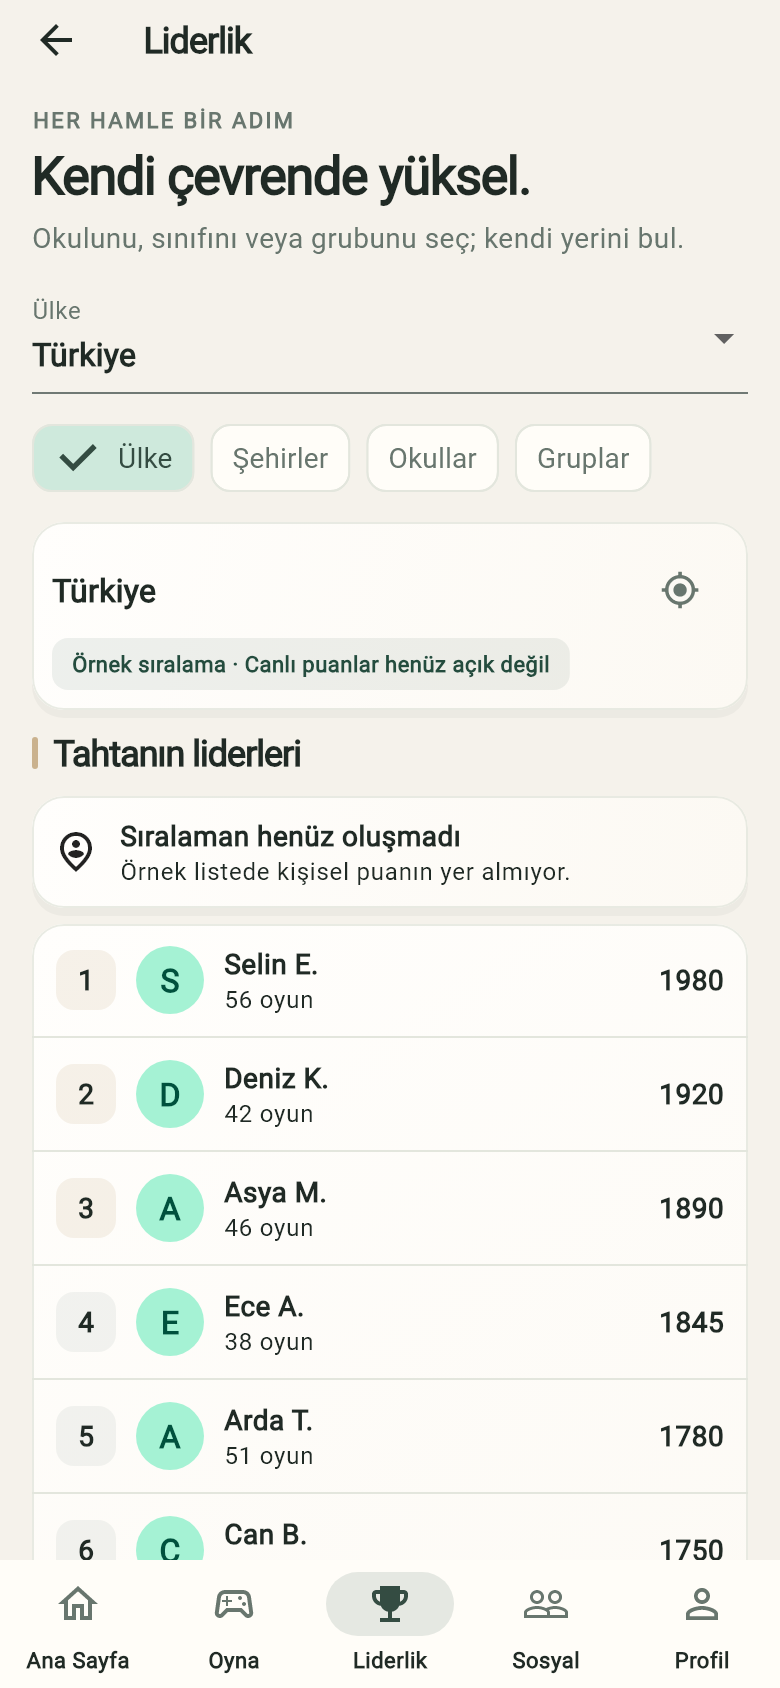 Liderlik
HER HAMLE BİR ADIM
Kendi çevrende yüksel.
Okulunu, sınıfını veya grubunu seç; kendi yerini bul.
Ülke
Türkiye
Ülke
Şehirler
Okullar
Gruplar
Türkiye
Örnek sıralama · Canlı puanlar henüz açık değil
Tahtanın liderleri
Sıralaman henüz oluşmadı
Örnek listede kişisel puanın yer almıyor.
1
S
Selin E.
56 oyun
1980
2
D
Deniz K.
42 oyun
1920
3
A
Asya M.
46 oyun
1890
4
E
Ece A.
38 oyun
1845
5
A
Arda T.
51 oyun
1780
6
C
Can B.
1750
Ana Sayfa
Oyna
Liderlik
Sosyal
Profil